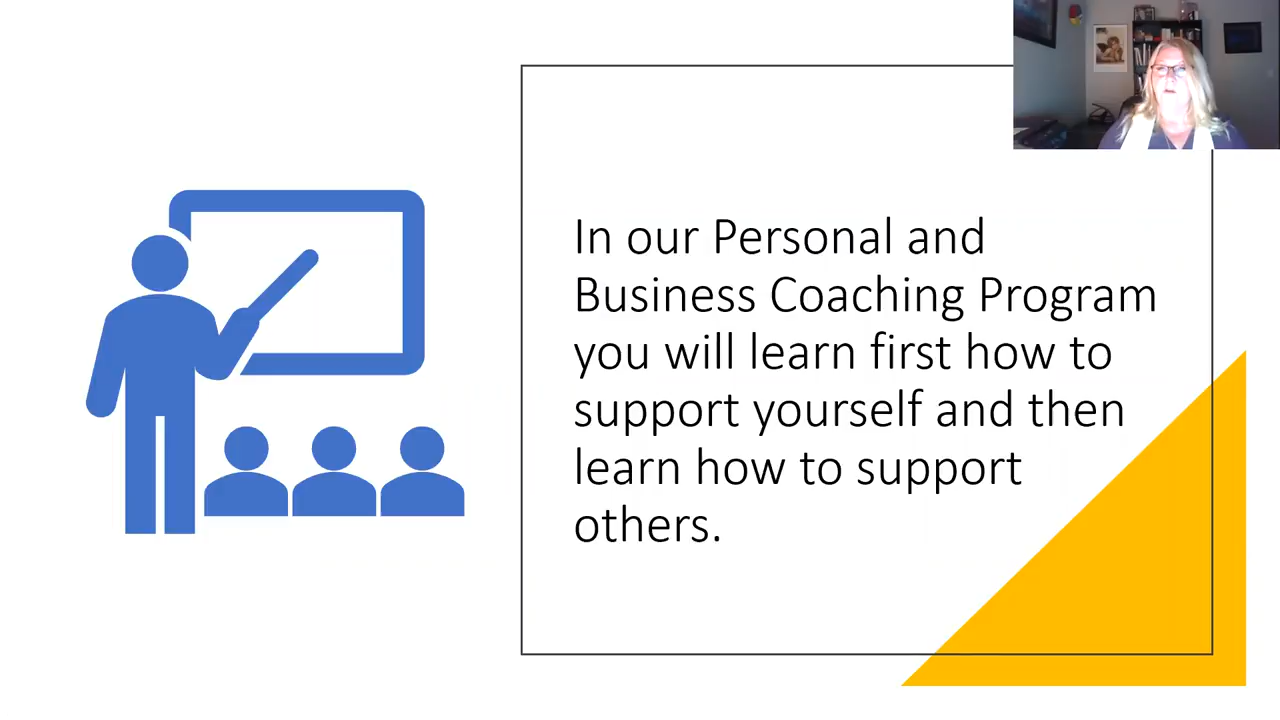 In our Personal and
Business Coaching Program
you will learn first how to
support yourself and then
learn how to support
others.